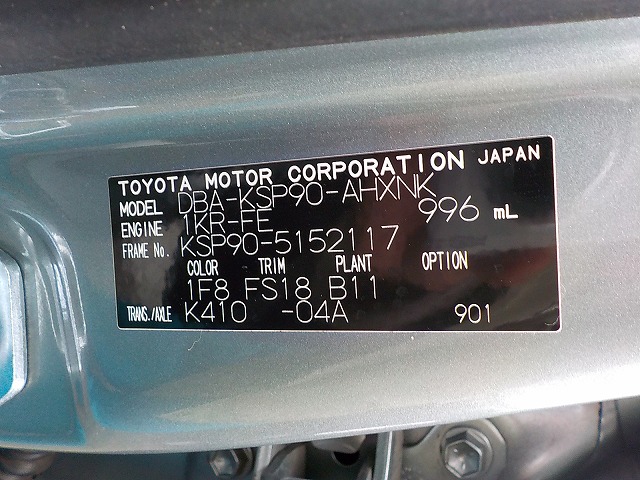 TOYOTA MOTOR CORPORATION JAPAN
MODEL DBA-KSP90-AHXNK
ENGINE 1KR-FE 996 mL
FRAME No. KSP90-5152117
COLOR TRIM PLANT OPTION
1F8 FS18 B11
TRANS./AXLE K410 -04A 901